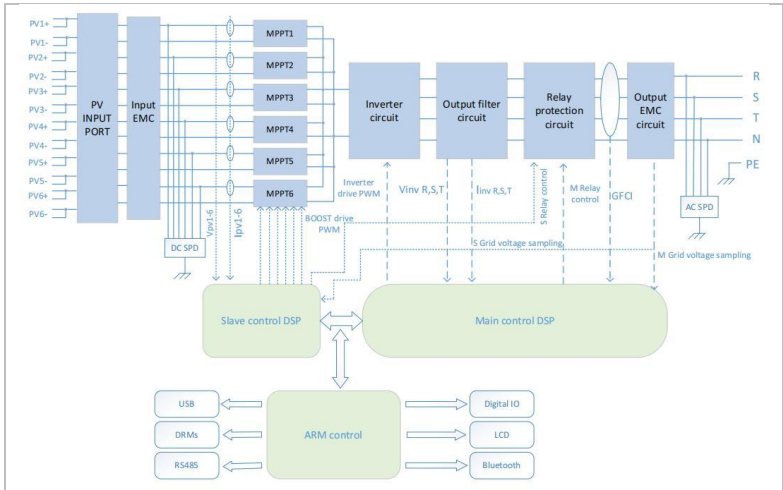 PV1+
PV1-
PV2+
PV2-
PV3+
PV3-
PV4+
PV4-
PV5+
PV5-
PV6+
PV6-
PV
INPUT
PORT
Input
EMC
MPPT1
MPPT2
MPPT3
MPPT4
MPPT5
MPPT6
Inverter
circuit
Output filter
circuit
Relay
protection
circuit
Output
EMC
circuit
R
S
T
N
PE
DC SPD
AC SPD
Vpv1-6
Ipv1-6
BOOST drive
PWM
Inverter
drive PWM
Vinv R,S,T
Iinv R,S,T
S Relay control
M Relay
control
GFCI
S Grid voltage sampling
M Grid voltage sampling
Slave control DSP
Main control DSP
ARM control
USB
DRMs
RS485
Digital IO
LCD
Bluetooth